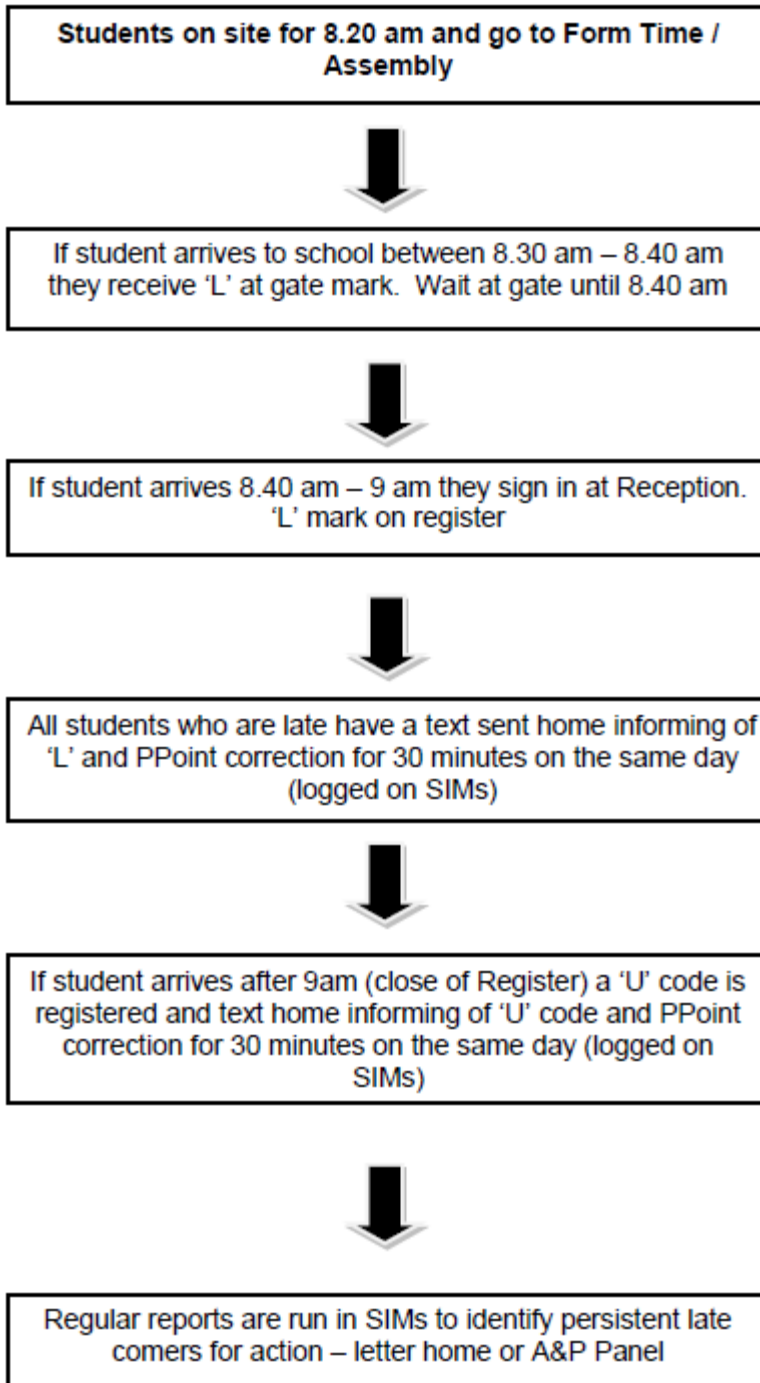 Students on site for 8.20 am and go to Form Time /
Assembly
If student arrives to school between 8.30 am – 8.40 am
they receive ‘L’ at gate mark.  Wait at gate until 8.40 am
If student arrives 8.40 am – 9 am they sign in at Reception.
‘L’ mark on register
All students who are late have a text sent home informing of
‘L’ and PPoint correction for 30 minutes on the same day
(logged on SIMs)
If student arrives after 9am (close of Register) a ‘U’ code is
registered and text home informing of ‘U’ code and PPoint
correction for 30 minutes on the same day (logged on
SIMs)
Regular reports are run in SIMs to identify persistent late
comers for action – letter home or A&P Panel